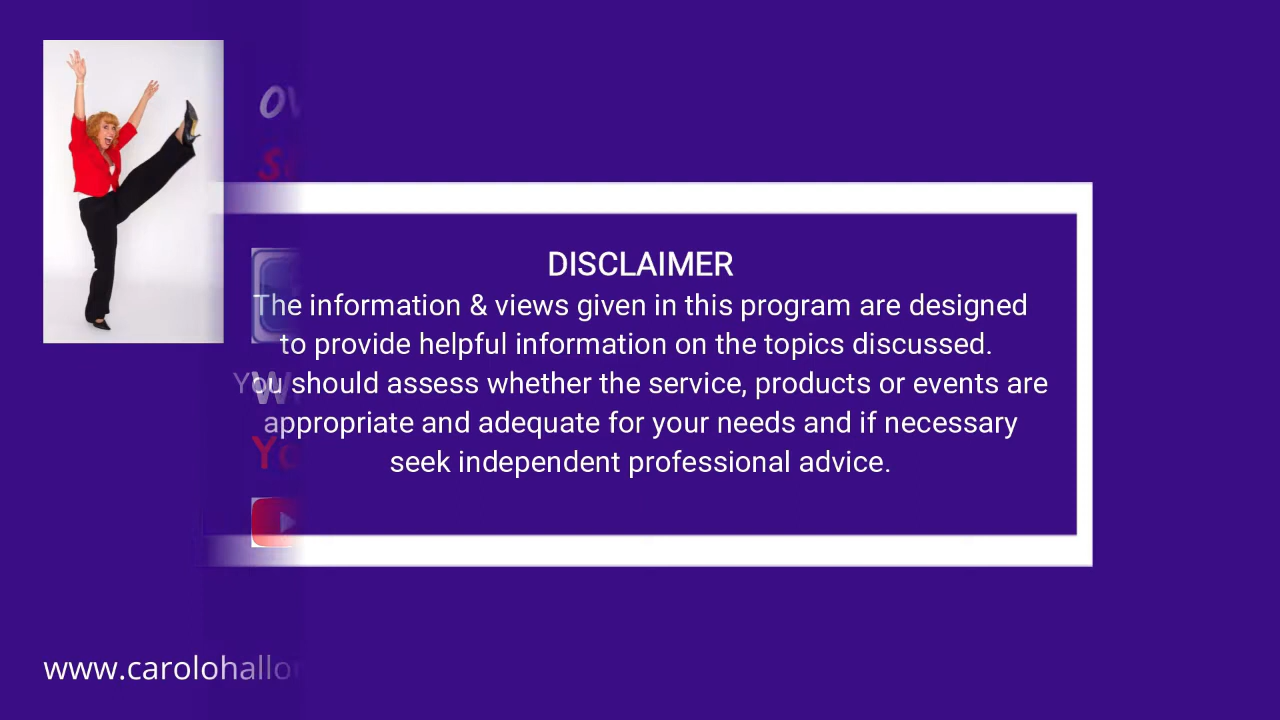 DISCLAIMER
The information & views given in this program are designed
to provide helpful information on the topics discussed.
You should assess whether the service, products or events are
appropriate and adequate for your needs and if necessary
seek independent professional advice.
www.carolohallor